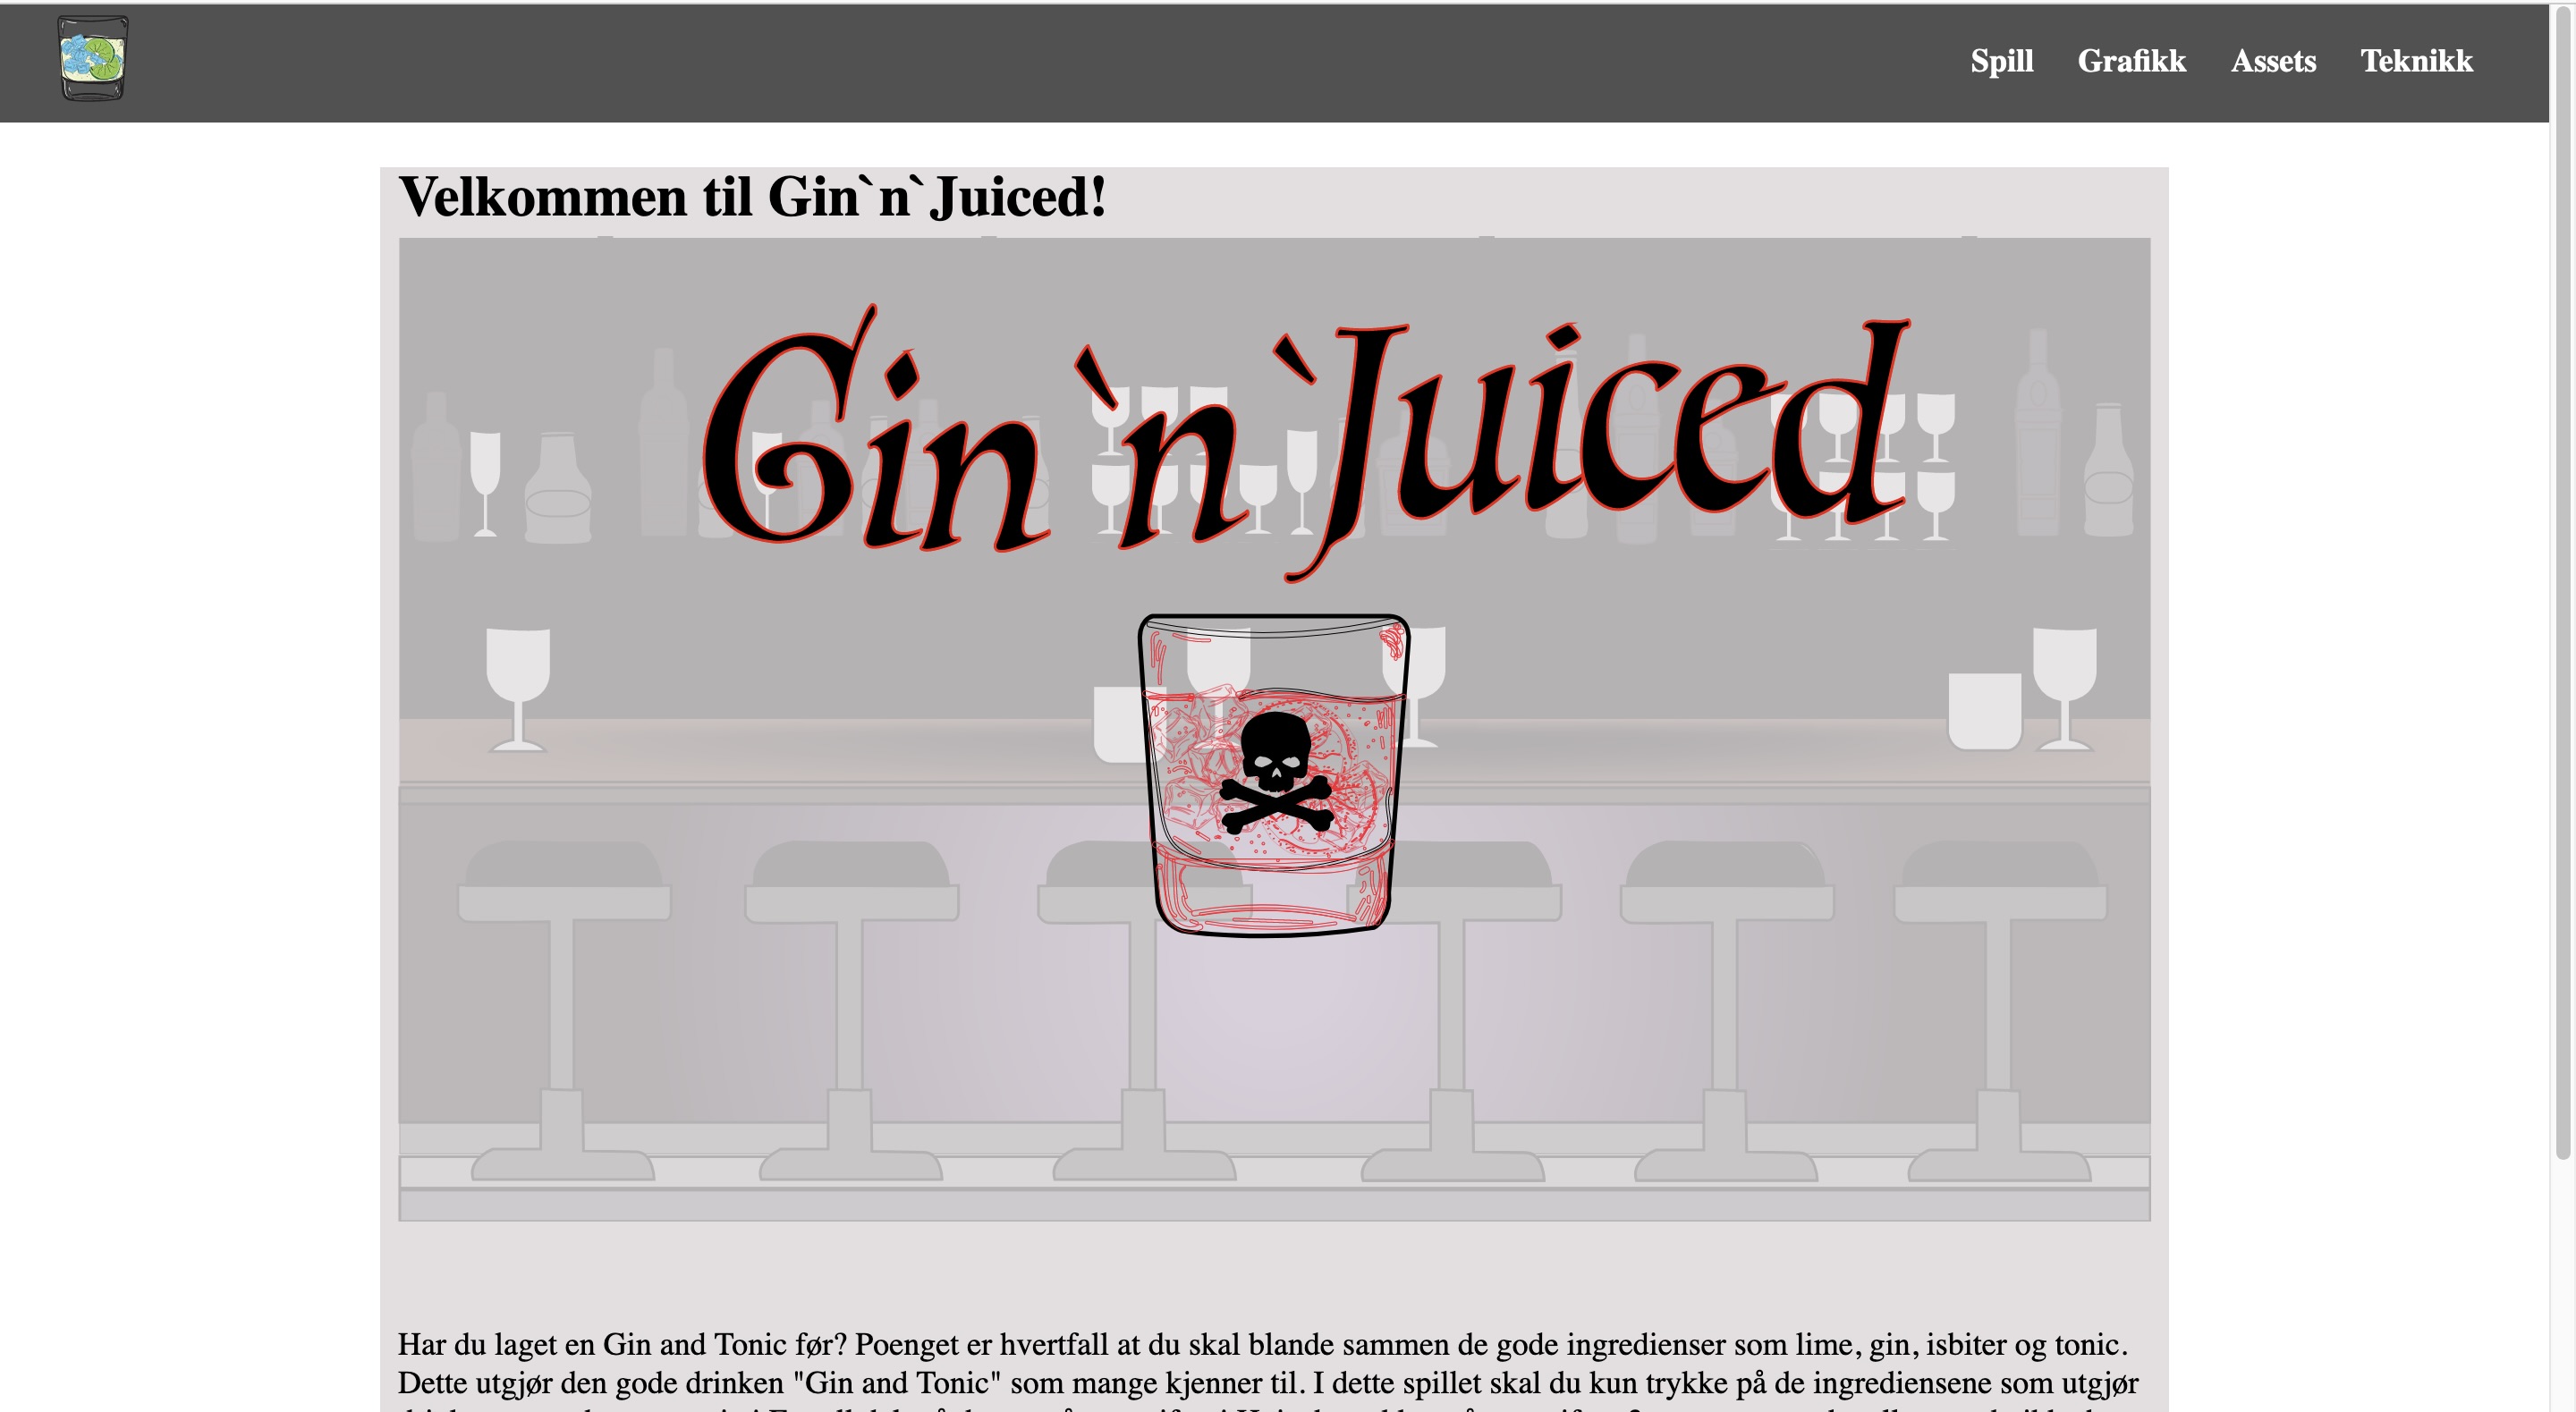 Spill Grafikk Assets Teknikk
Velkommen til Gin`n`Juiced!
Gin `n `Juiced
Har du laget en Gin and Tonic før? Poenget er hvertfall at du skal blande sammen de gode ingredienser som lime, gin, isbiter og tonic.
Dette utgjør den gode drinken "Gin and Tonic" som mange kjenner til. I dette spillet skal du kun trykke på de ingrediensene som utgjør